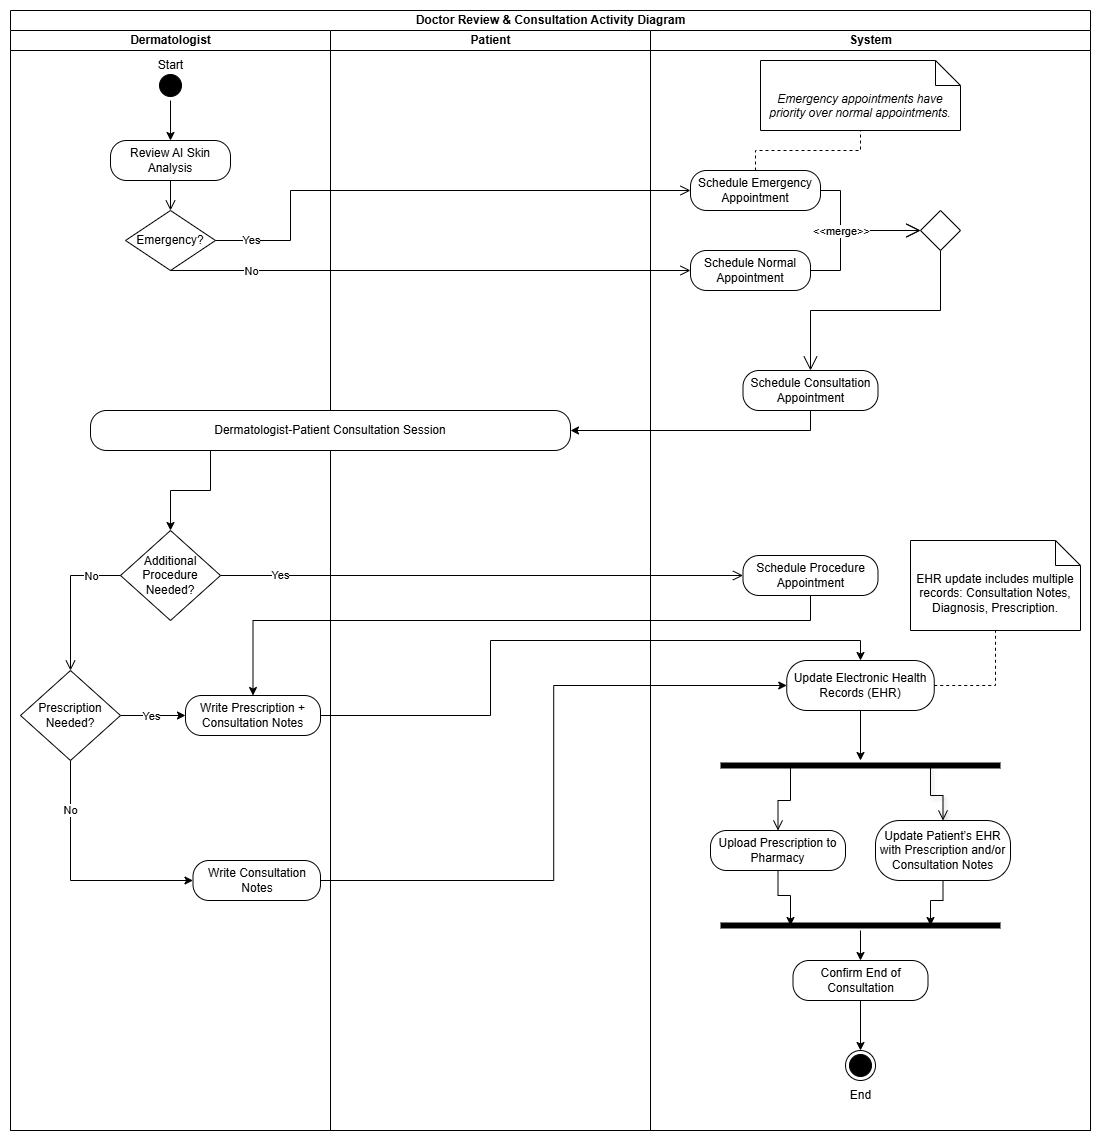 Doctor Review & Consultation Activity Diagram
Dermatologist
Patient
System
Start
Emergency appointments have
priority over normal appointments.
Review AI Skin
Analysis
Schedule Emergency
Appointment
Emergency?
Yes
<<merge>>
No
Schedule Normal
Appointment
Schedule Consultation
Appointment
Dermatologist-Patient Consultation Session
Additional
Procedure
Needed?
No
Yes
Schedule Procedure
Appointment
EHR update includes multiple
records: Consultation Notes,
Diagnosis, Prescription.
Update Electronic Health
Records (EHR)
Prescription
Needed?
Yes
Write Prescription +
Consultation Notes
No
Upload Prescription to
Pharmacy
Update Patient's EHR
with Prescription and/or
Consultation Notes
Write Consultation
Notes
Confirm End of
Consultation
End